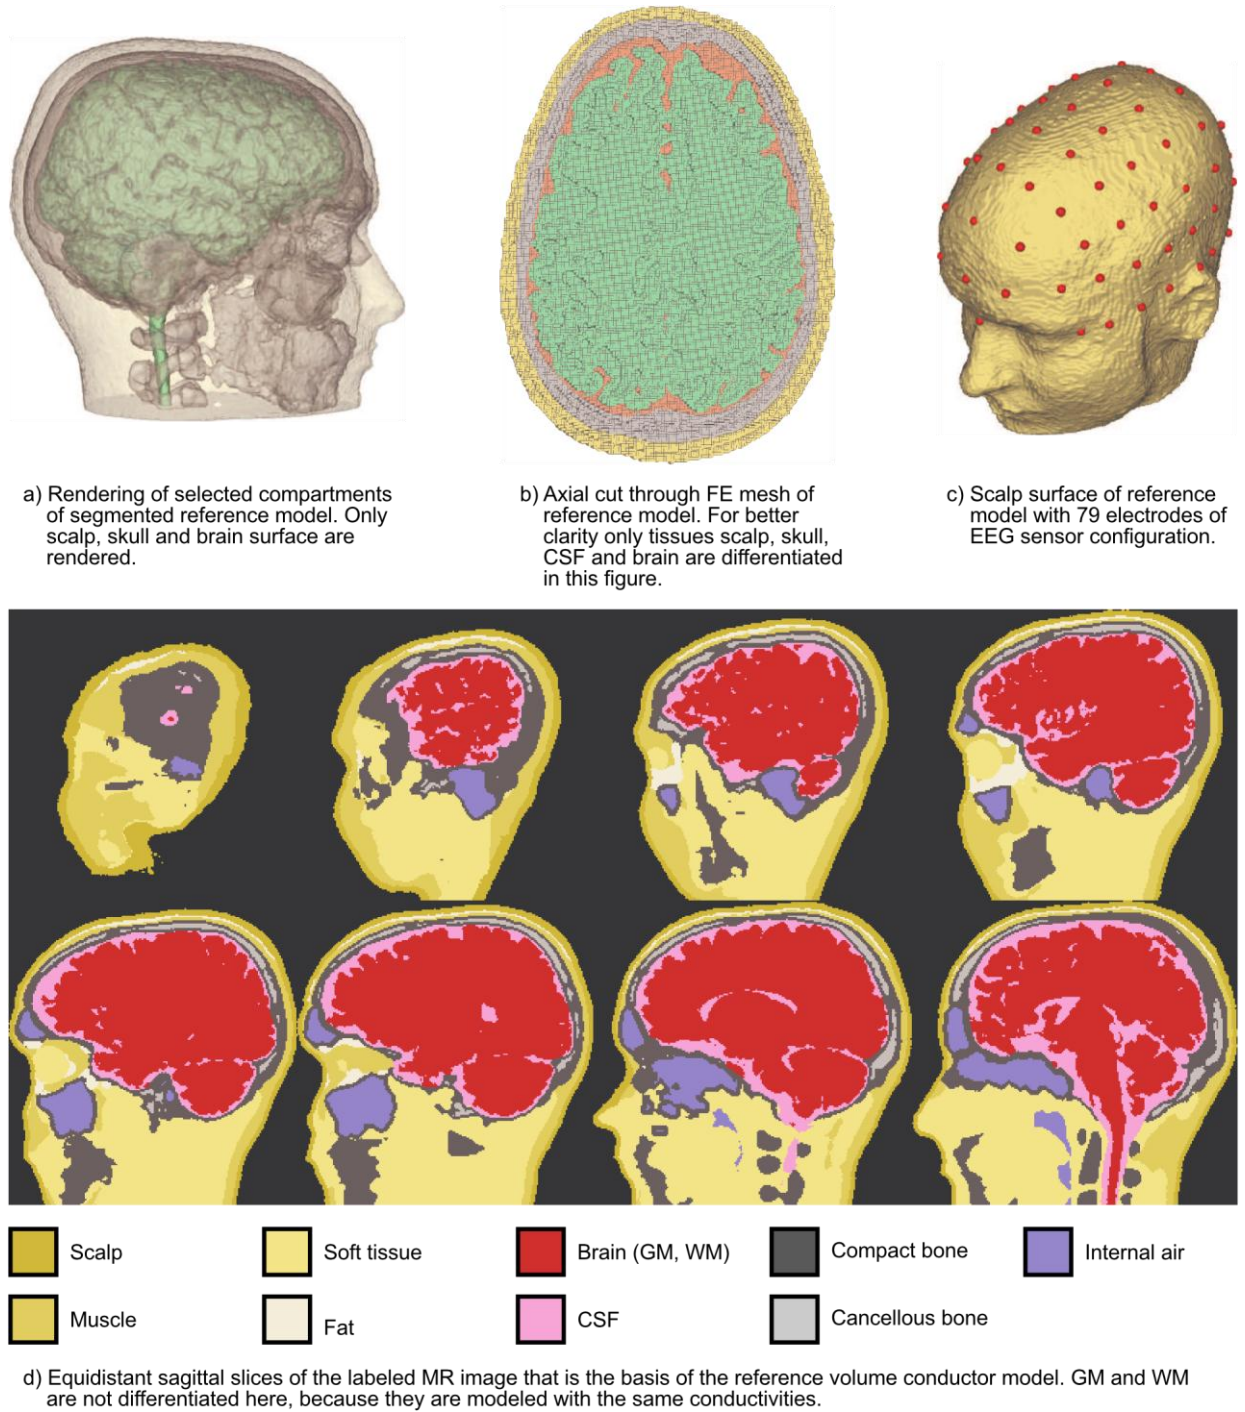 a) Rendering of selected compartments
of segmented reference model. Only
scalp, skull and brain surface are
rendered.
b) Axial cut through FE mesh of
reference model. For better
clarity only tissues scalp, skull,
CSF and brain are differentiated
in this figure.
c) Scalp surface of reference
model with 79 electrodes of
EEG sensor configuration.
Scalp
Soft tissue
Brain (GM, WM)
Compact bone
Internal air
Muscle
Fat
CSF
Cancellous bone
d) Equidistant sagittal slices of the labeled MR image that is the basis of the reference volume conductor model. GM and WM
are not differentiated here, because they are modeled with the same conductivities.